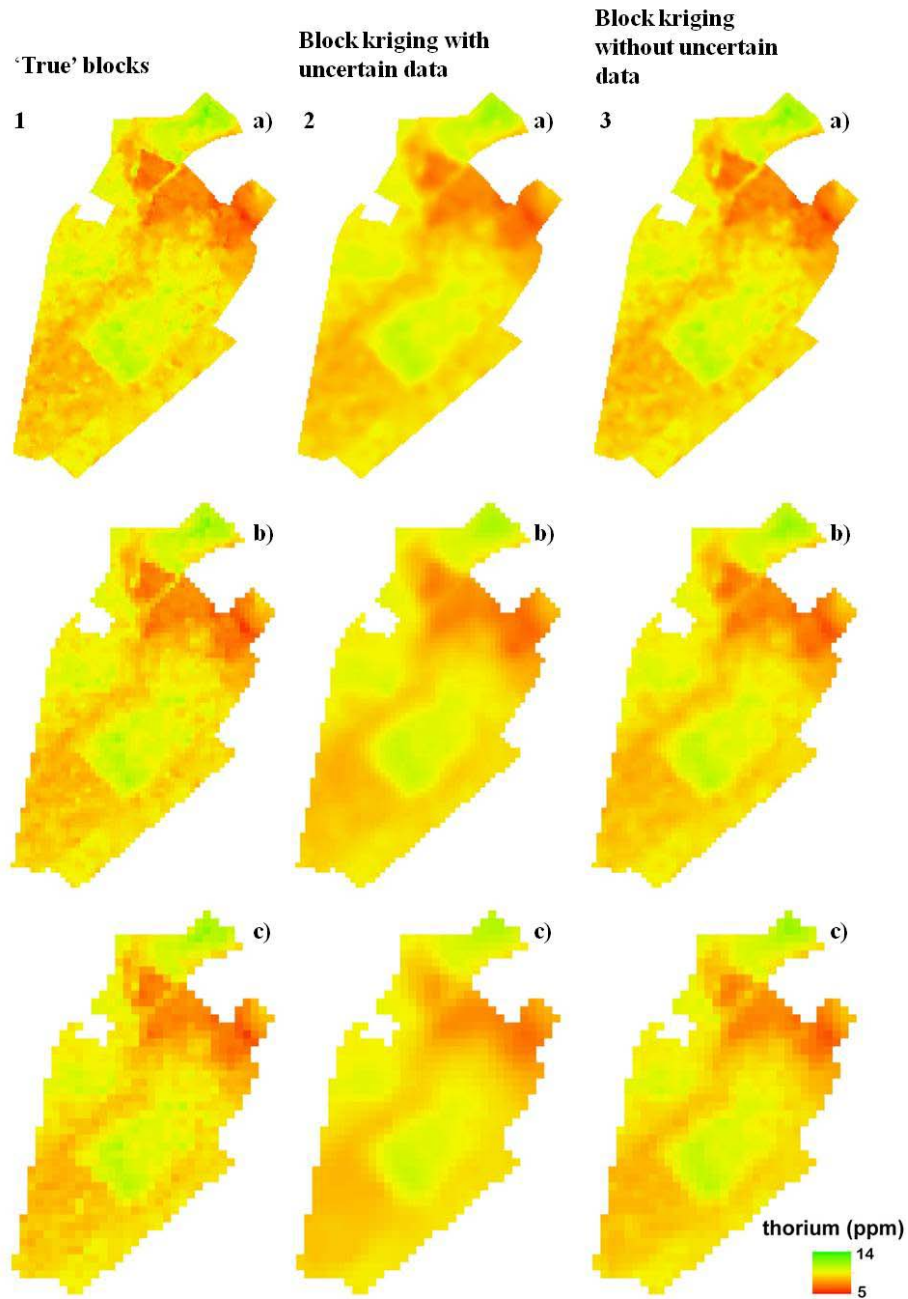 ‘True’ blocks
Block kriging with
uncertain data
Block kriging
without uncertain
data
1 a) 2 a) 3 a)
b) b) b)
c) c) c)
thorium (ppm)
14
5